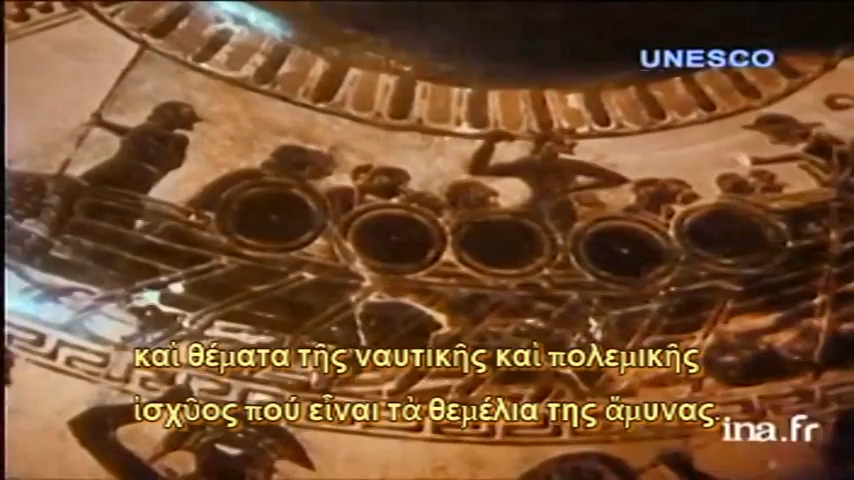 UNESCO
καὶ θέματα τῆς ναυτικῆς καὶ πολεμικῆς
ἰσχῦος πού εἶναι τὰ θεμέλια της ἄμυνας.
ina.fr